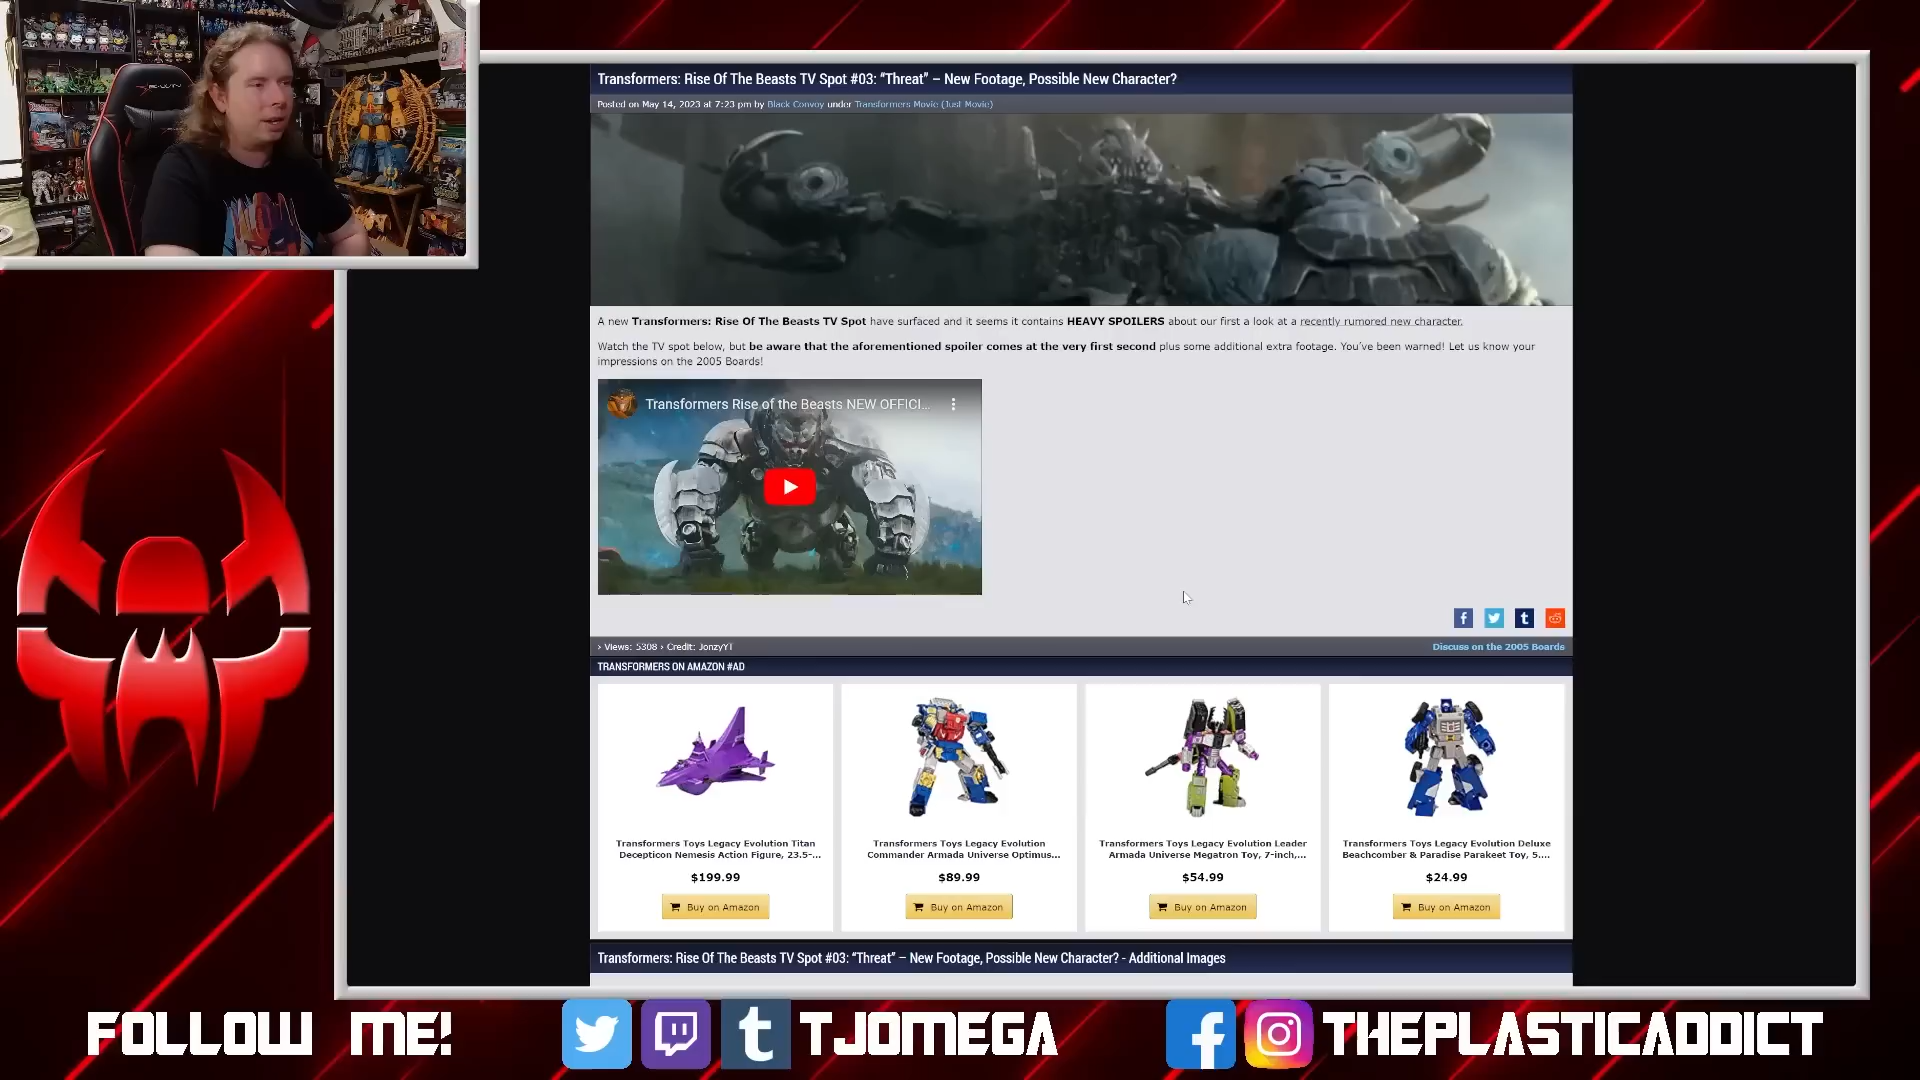 Transformers: Rise Of The Beasts TV Spot #03: “Threat” – New Footage, Possible New Character?
Posted on May 14, 2023 at 7:23 pm by Black Convoy under Transformers Movie (Just Movie)
A new Transformers: Rise Of The Beasts TV Spot have surfaced and it seems it contains HEAVY SPOILERS about our first a look at a recently rumored new character.
Watch the TV spot below, but be aware that the aforementioned spoiler comes at the very first second plus some additional extra footage. You’ve been warned! Let us know your
impressions on the 2005 Boards!
Transformers Rise of the Beasts NEW OFFICI...
› Views: 5308 › Credit: JonzyYT
Discuss on the 2005 Boards
TRANSFORMERS ON AMAZON #AD
Transformers Toys Legacy Evolution Titan
Decepticon Nemesis Action Figure, 23.5-...
$199.99
Buy on Amazon
Transformers Toys Legacy Evolution
Commander Armada Universe Optimus...
$89.99
Buy on Amazon
Transformers Toys Legacy Evolution Leader
Armada Universe Megatron Toy, 7-inch,...
$54.99
Buy on Amazon
Transformers Toys Legacy Evolution Deluxe
Beachcomber & Paradise Parakeet Toy, 5....
$24.99
Buy on Amazon
Transformers: Rise Of The Beasts TV Spot #03: “Threat” – New Footage, Possible New Character? - Additional Images
FOLLOW ME!
TJOMEGA
THEPLASTICADDICT